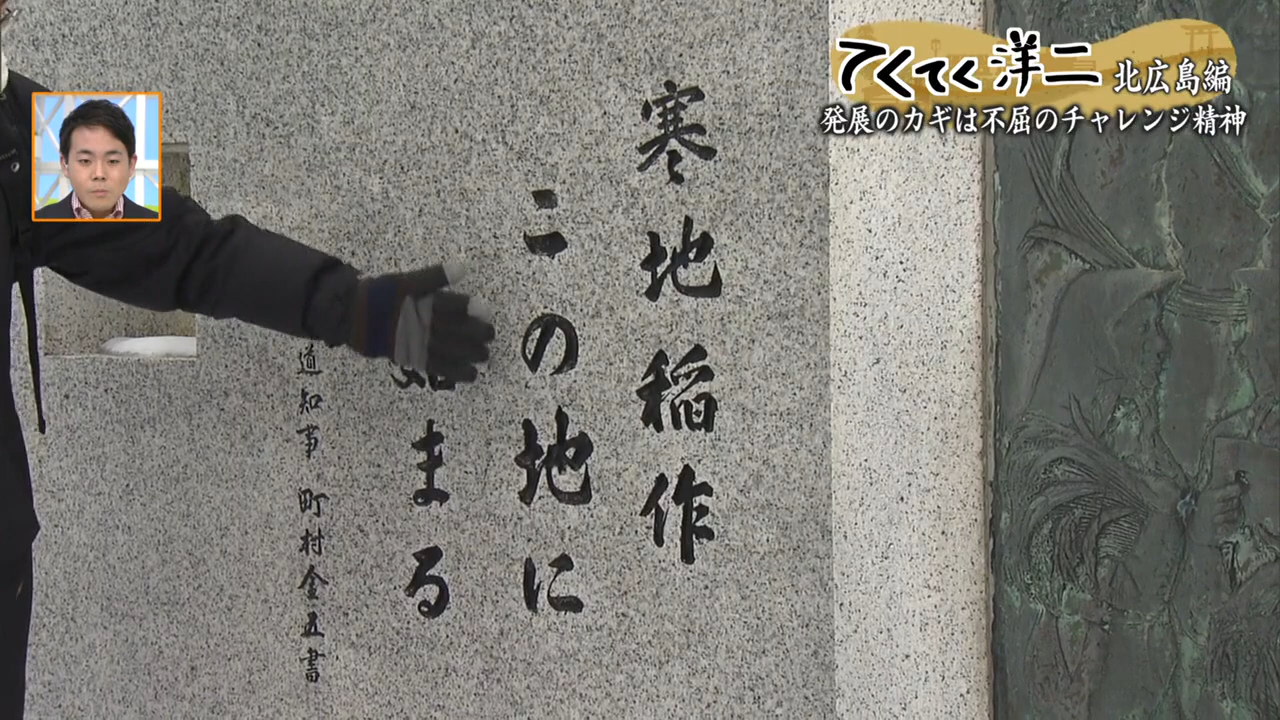 てくてく洋二 北広島編
発展のカギは不屈のチャレンジ精神
寒地稲作
この地に
始まる
道知事 町村金五書